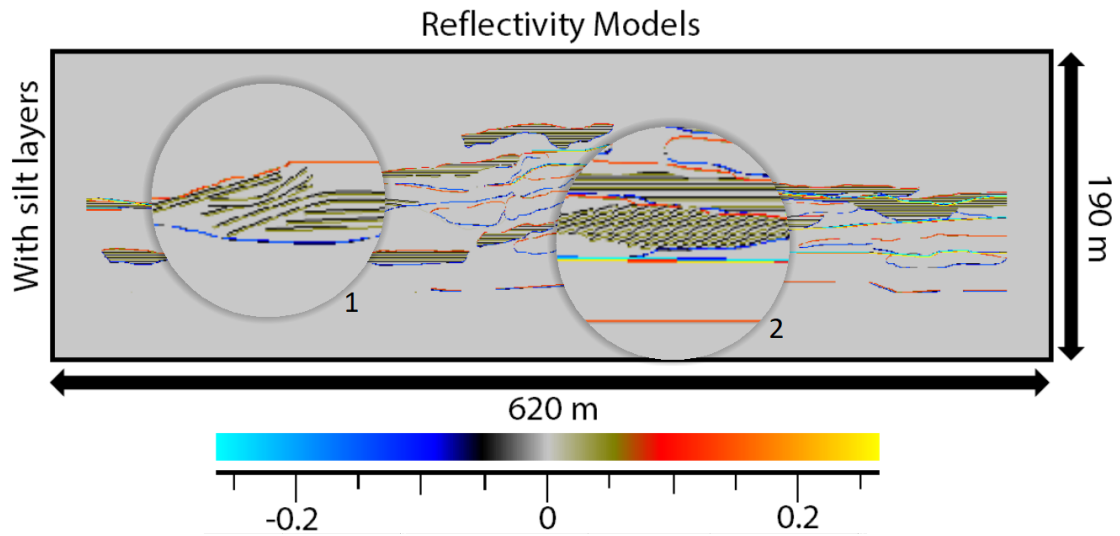 Reflectivity Models
With silt layers
1
2
190 m
620 m
-0.2 0 0.2